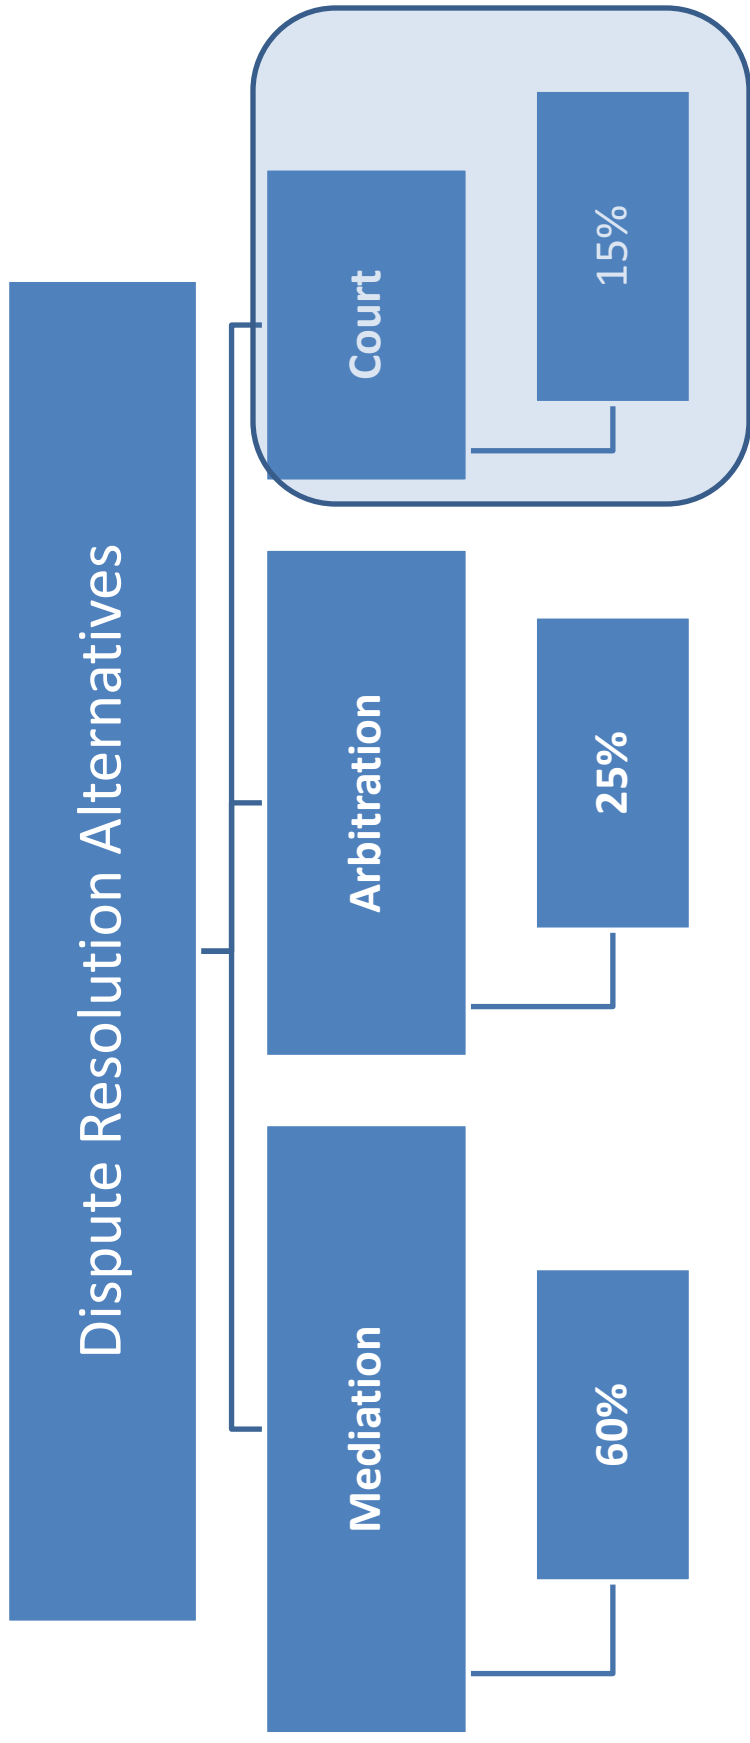 Dispute Resolution Alternatives
Mediation
Arbitration
Court
60%
25%
15%